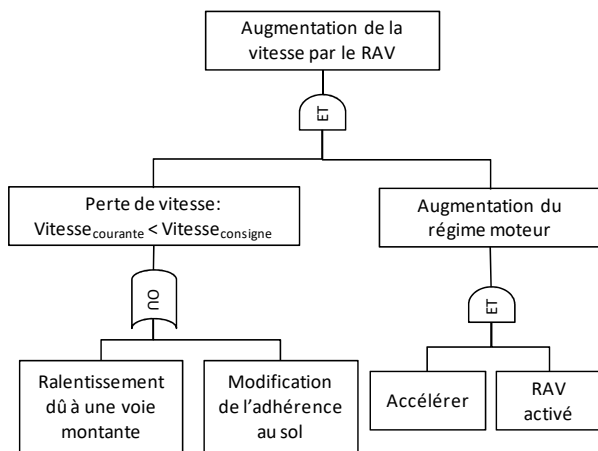 Augmentation de la
vitesse par le RAV
ET
Perte de vitesse:
Vitessecourante < Vitesseconsigne
Augmentation du
régime moteur
OU
ET
Ralentissement
dû à une voie
montante
Modification
de l'adhérence
au sol
Accélérer
RAV
activé